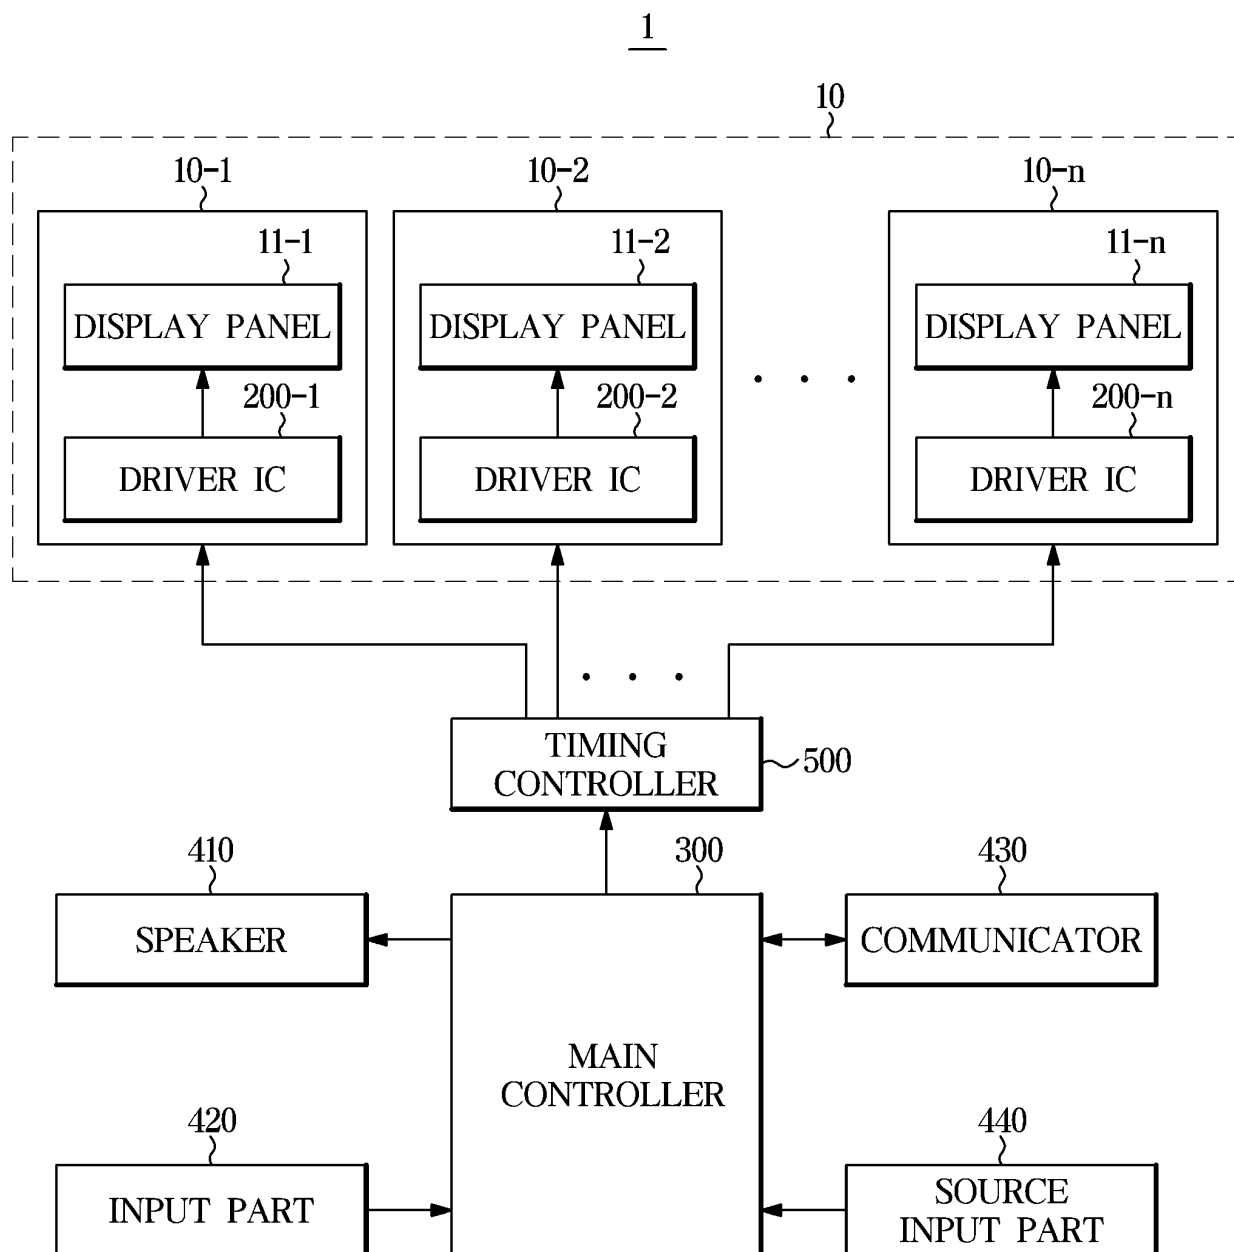 1
10
10-1 10-2 10-n
11-1 11-2 11-n
DISPLAY PANEL DISPLAY PANEL DISPLAY PANEL
. . .
200-1 200-2 200-n
DRIVER IC DRIVER IC DRIVER IC
. . .
TIMING
CONTROLLER
500
410 300 430
SPEAKER COMMUNICATOR
MAIN
CONTROLLER
420 440
INPUT PART
SOURCE
INPUT PART